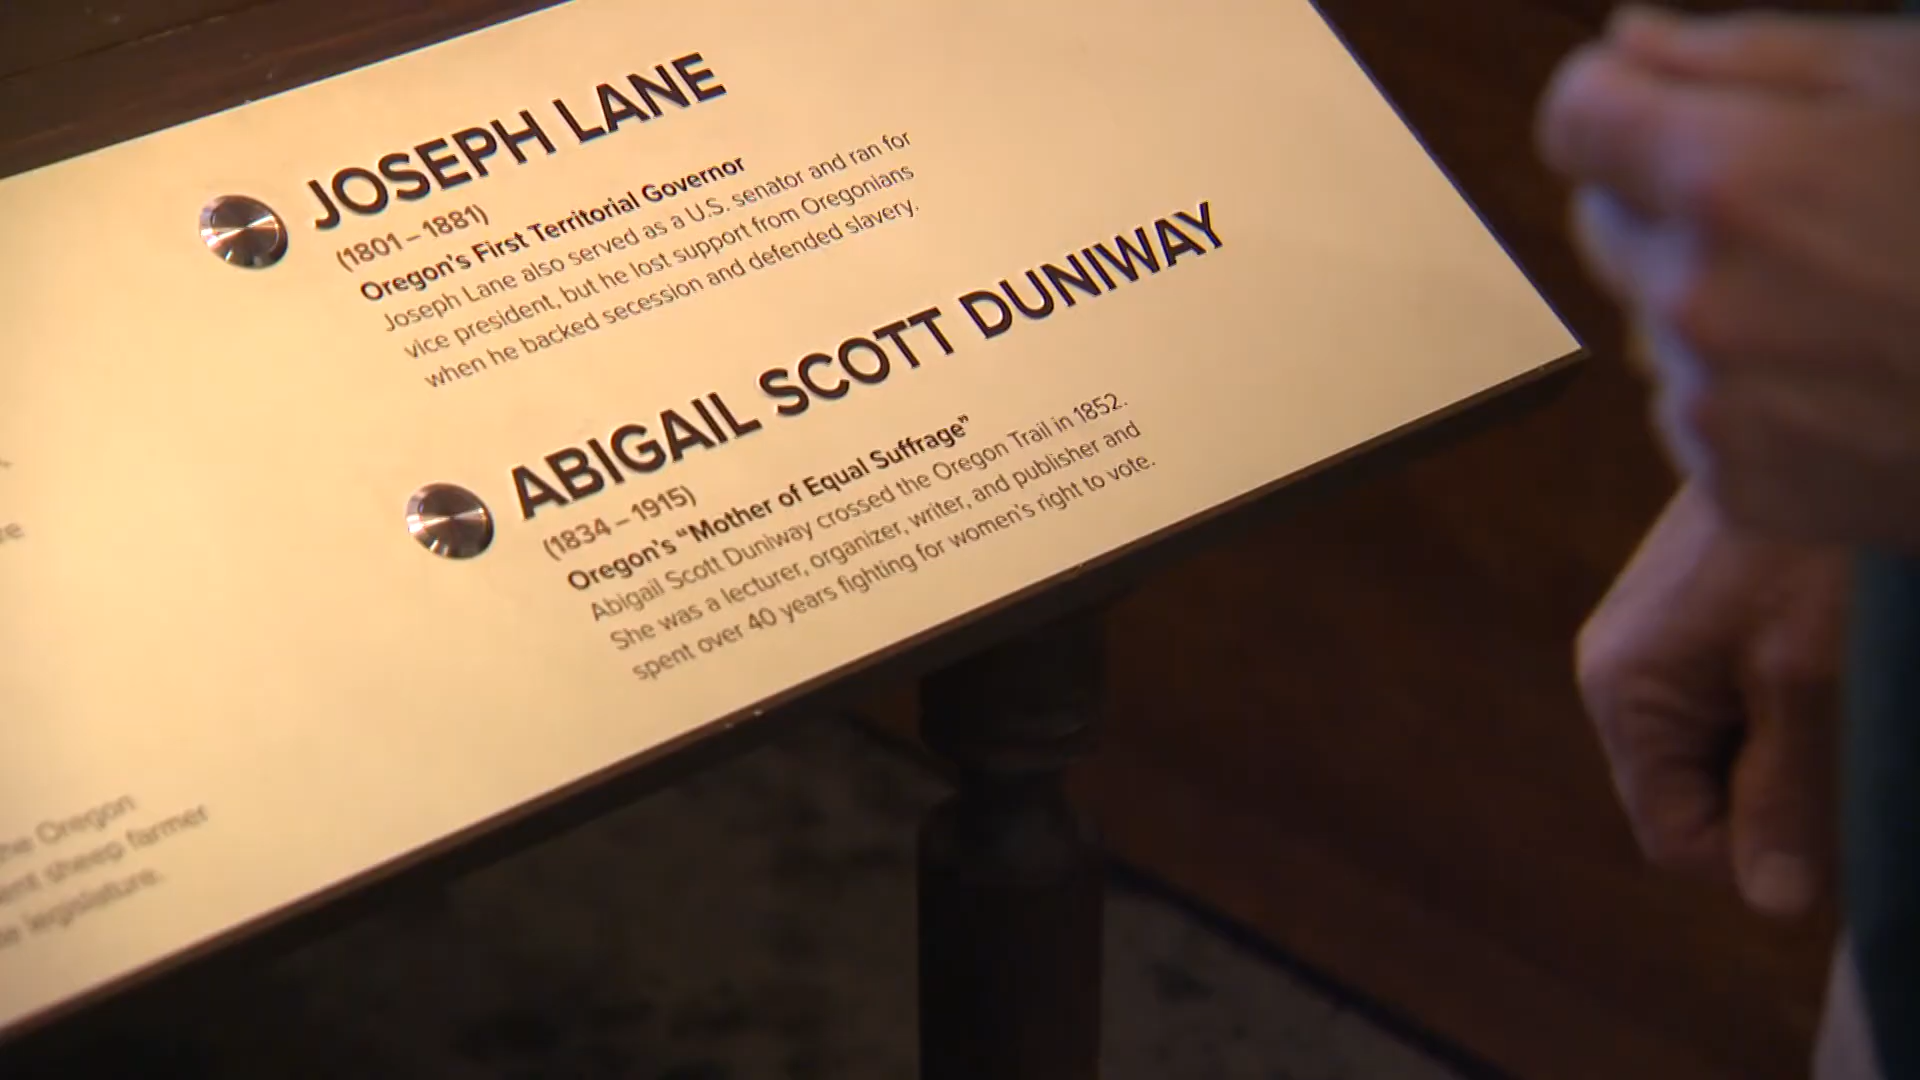 JOSEPH LANE
(1801 – 1881)
Oregon's First Territorial Governor
Joseph Lane also served as a U.S. senator and ran for
vice president, but he lost support from Oregonians
when he backed secession and defended slavery.
ABIGAIL SCOTT DUNIWAY
(1834 – 1915)
Oregon's “Mother of Equal Suffrage”
Abigail Scott Duniway crossed the Oregon Trail in 1852.
She was a lecturer, organizer, writer, and publisher and
spent over 40 years fighting for women's right to vote.
Oregon
sheep farmer
legislature.